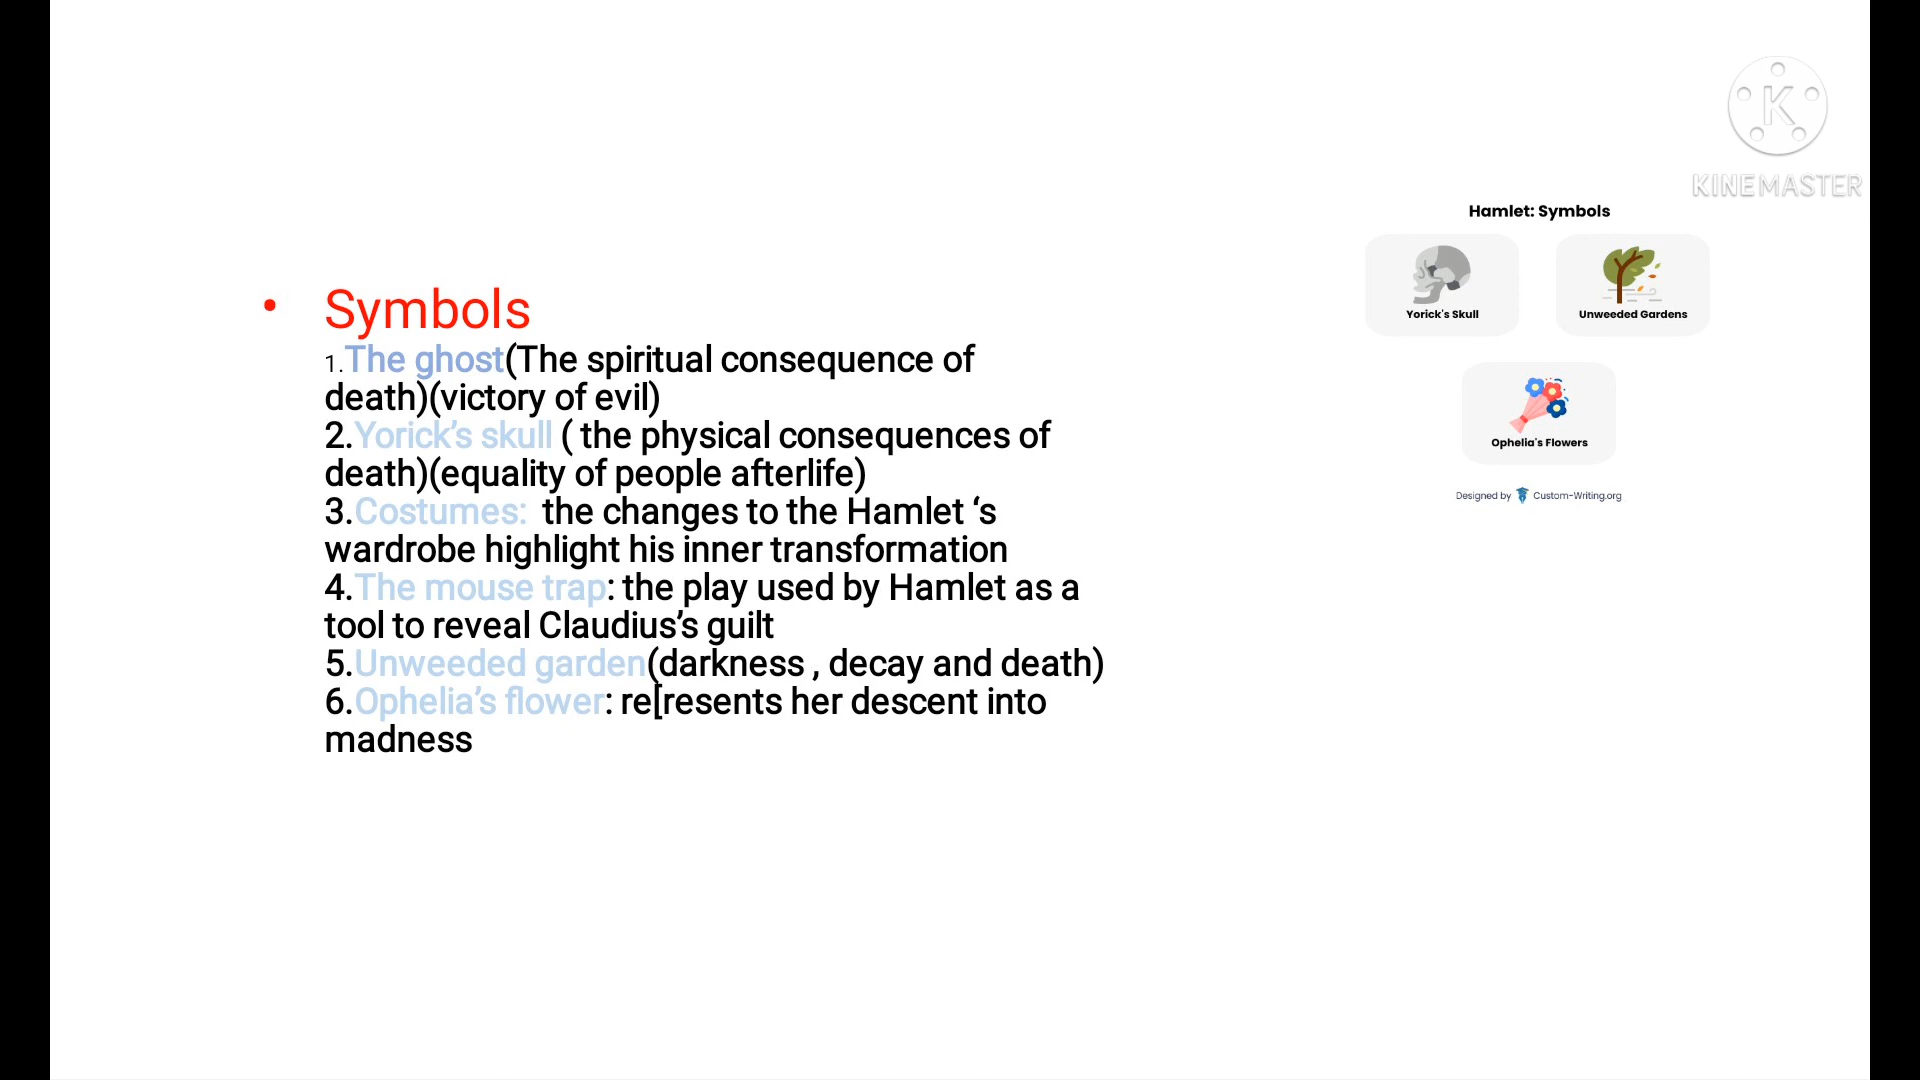 K
KINEMASTER
Hamlet: Symbols
Yorick's Skull
Unweeded Gardens
Ophelia's Flowers
Designed by Custom-Writing.org
• Symbols
1.The ghost(The spiritual consequence of
death)(victory of evil)
2.Yorick’s skull ( the physical consequences of
death)(equality of people afterlife)
3.Costumes:  the changes to the Hamlet ‘s
wardrobe highlight his inner transformation
4.The mouse trap: the play used by Hamlet as a
tool to reveal Claudius’s guilt
5.Unweeded garden(darkness , decay and death)
6.Ophelia’s flower: re[resents her descent into
madness